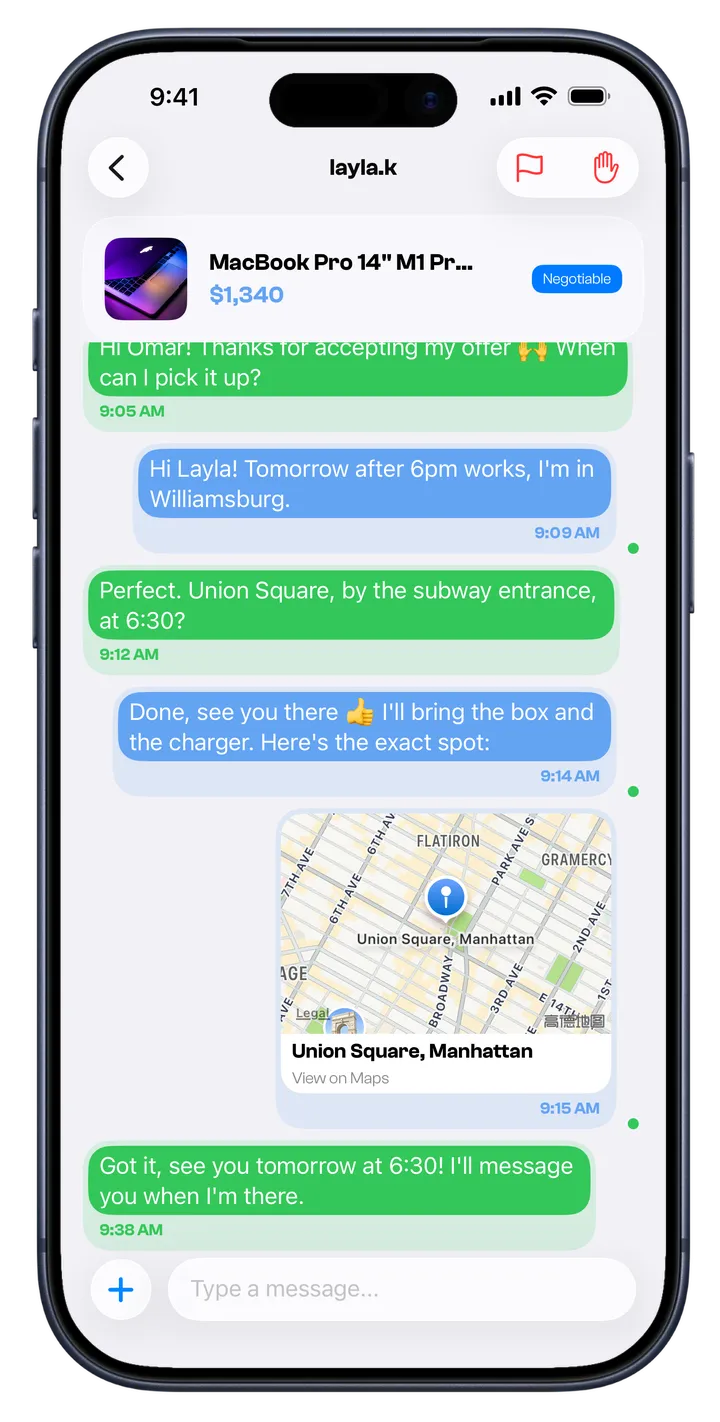 9:41
layla.k
MacBook Pro 14" M1 Pr...
$1,340
Negotiable
Hi Omar! Thanks for accepting my offer 🙌 When
can I pick it up?
9:05 AM
Hi Layla! Tomorrow after 6pm works, I'm in
Williamsburg.
9:09 AM
Perfect. Union Square, by the subway entrance,
at 6:30?
9:12 AM
Done, see you there 👍 I'll bring the box and
the charger. Here's the exact spot:
9:14 AM
FLATIRON
GRAMERCY
7TH AVE
6TH AVE
6TH AV
PARK AVE S
Union Square, Manhattan
2ND AVE
AGE
AVE
BROADWAY
3RD AVE
E 14TH
1ST
Legal
高德地图
Union Square, Manhattan
View on Maps
9:15 AM
Got it, see you tomorrow at 6:30! I'll message
you when I'm there.
9:38 AM
Type a message...